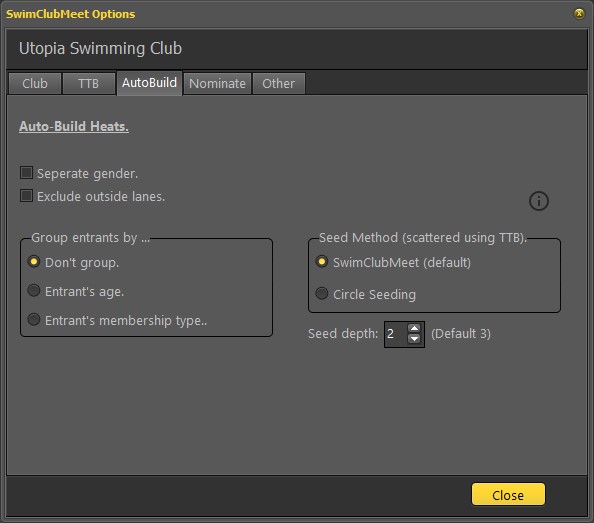 SwimClubMeet Options
Utopia Swimming Club
Club TTB AutoBuild Nominate Other
Auto-Build Heats.
Seperate gender.
Exclude outside lanes.
Group entrants by ...
Don't group.
Entrant's age.
Entrant's membership type..
Seed Method (scattered using TTB).
SwimClubMeet (default)
Circle Seeding
Seed depth: 2 (Default 3)
Close